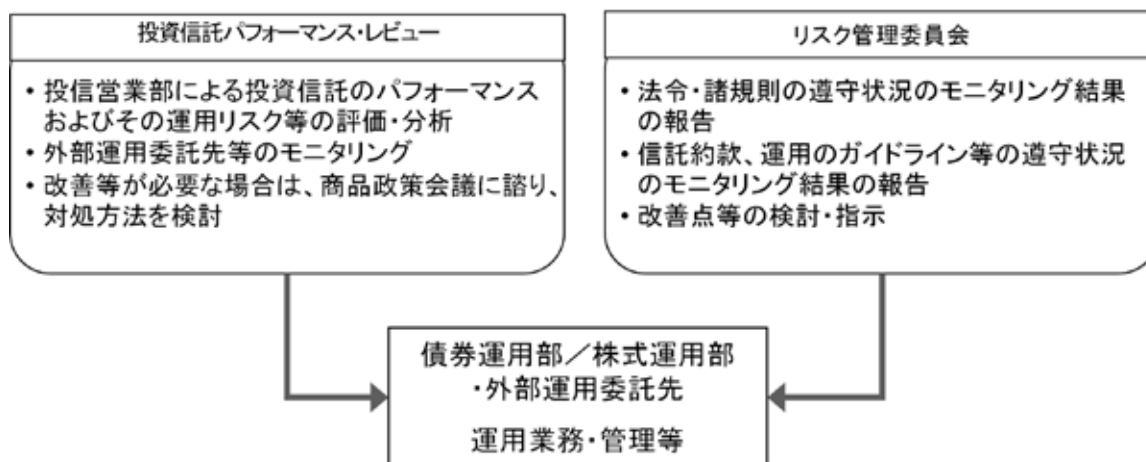 投資信託パフォーマンス・レビュー
・投信営業部による投資信託のパフォーマンス
およびその運用リスク等の評価・分析
・外部運用委託先等のモニタリング
・改善等が必要な場合は、商品政策会議に諮り、
対処方法を検討
リスク管理委員会
・法令・諸規則の遵守状況のモニタリング結果
の報告
・信託約款、運用のガイドライン等の遵守状況
のモニタリング結果の報告
・改善点等の検討・指示
債券運用部／株式運用部
・外部運用委託先
運用業務・管理等